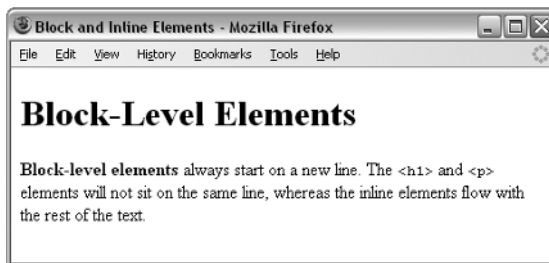 Block and Inline Elements - Mozilla Firefox
File Edit View History Bookmarks Tools Help
Block-Level Elements
Block-level elements always start on a new line. The <h1> and <p>
elements will not sit on the same line, whereas the inline elements flow with
the rest of the text.